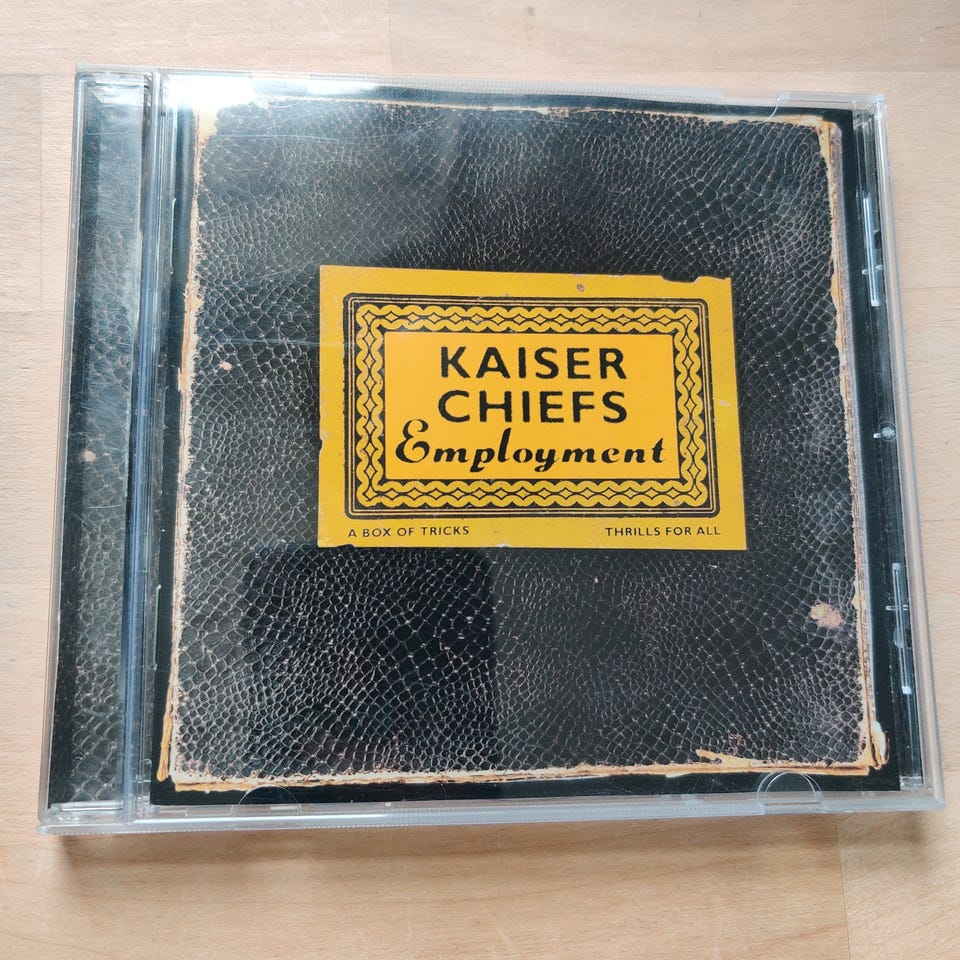 KAISER
CHIEFS
Employment
A BOX OF TRICKS
THRILLS FOR ALL